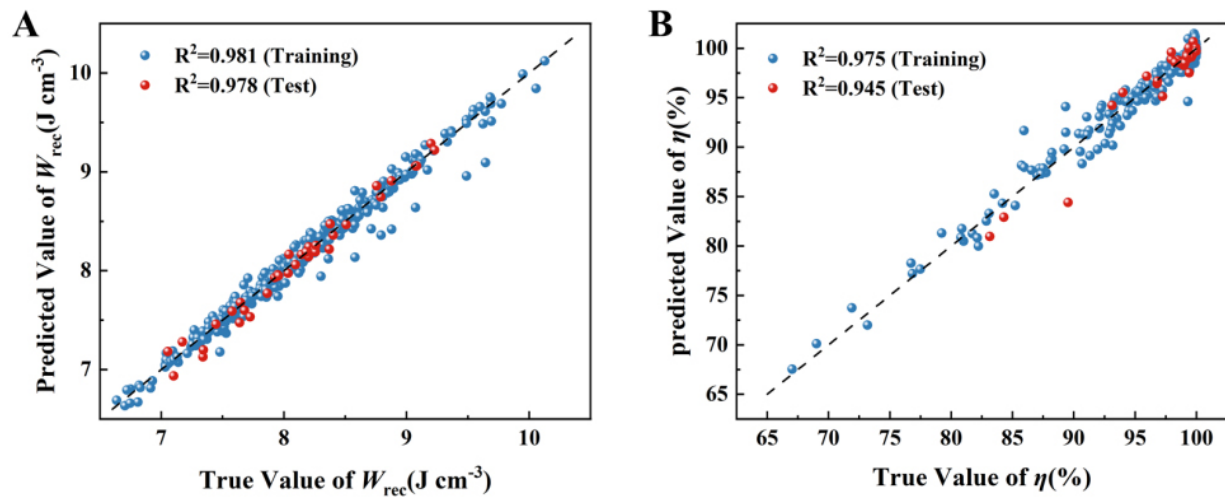 A
R²=0.981 (Training)
R²=0.978 (Test)
Predicted Value of W_rec(J cm⁻³)
10
9
8
7
7 8 9 10
True Value of W_rec(J cm⁻³)
B
R²=0.975 (Training)
R²=0.945 (Test)
predicted Value of η(%)
100
95
90
85
80
75
70
65
65 70 75 80 85 90 95 100
True Value of η(%)